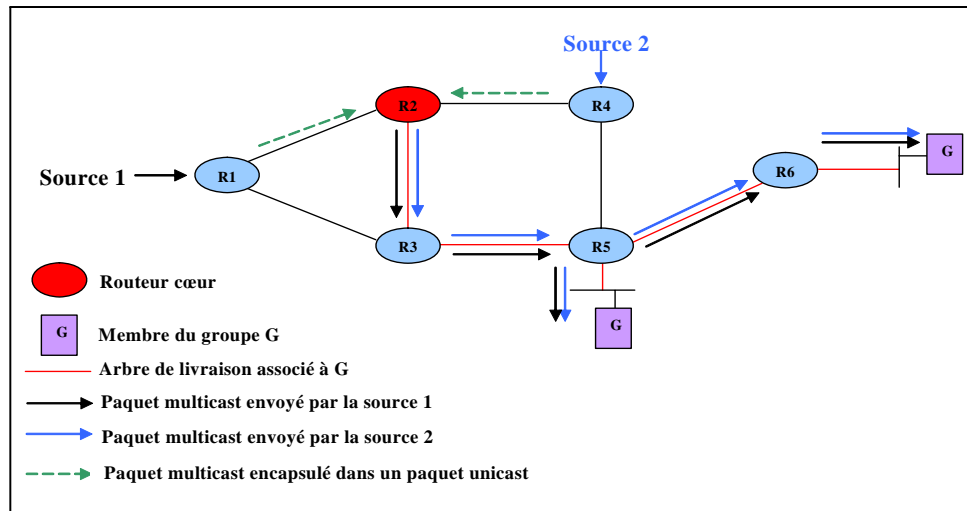 Source 2
R2
R4
G
R6
Source 1
R1
R3
R5
Routeur cœur
G
G
Membre du groupe G
Arbre de livraison associé à G
Paquet multicast envoyé par la source 1
Paquet multicast envoyé par la source 2
Paquet multicast encapsulé dans un paquet unicast